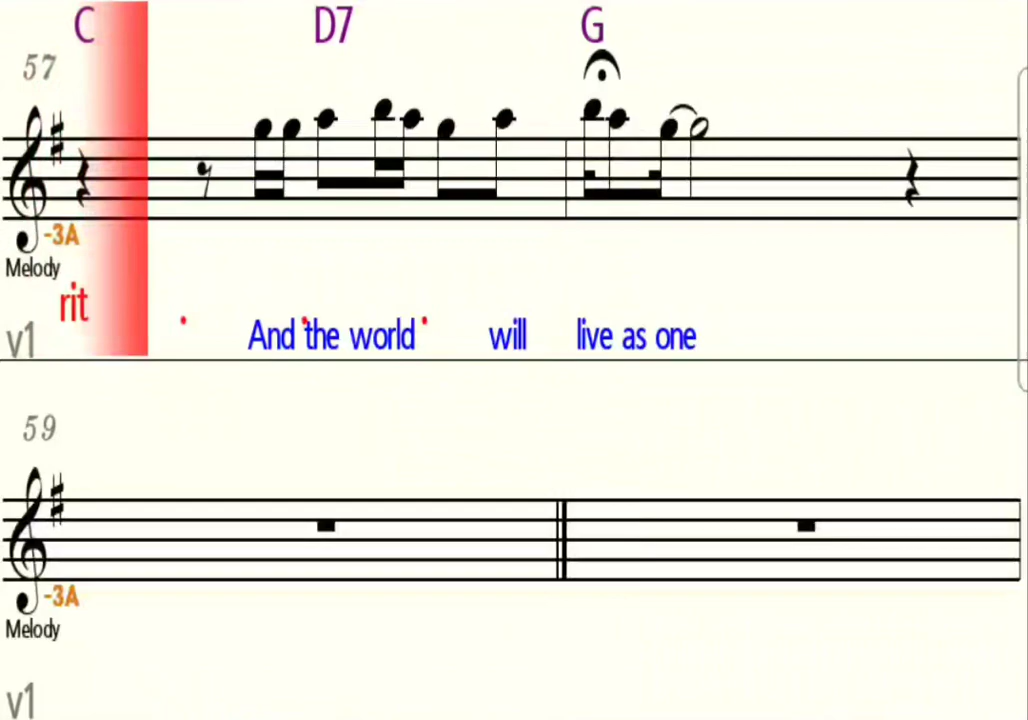 C D7 G
57
-3A
Melody
rit . . .
v1 And the world will live as one
59
-3A
Melody
v1